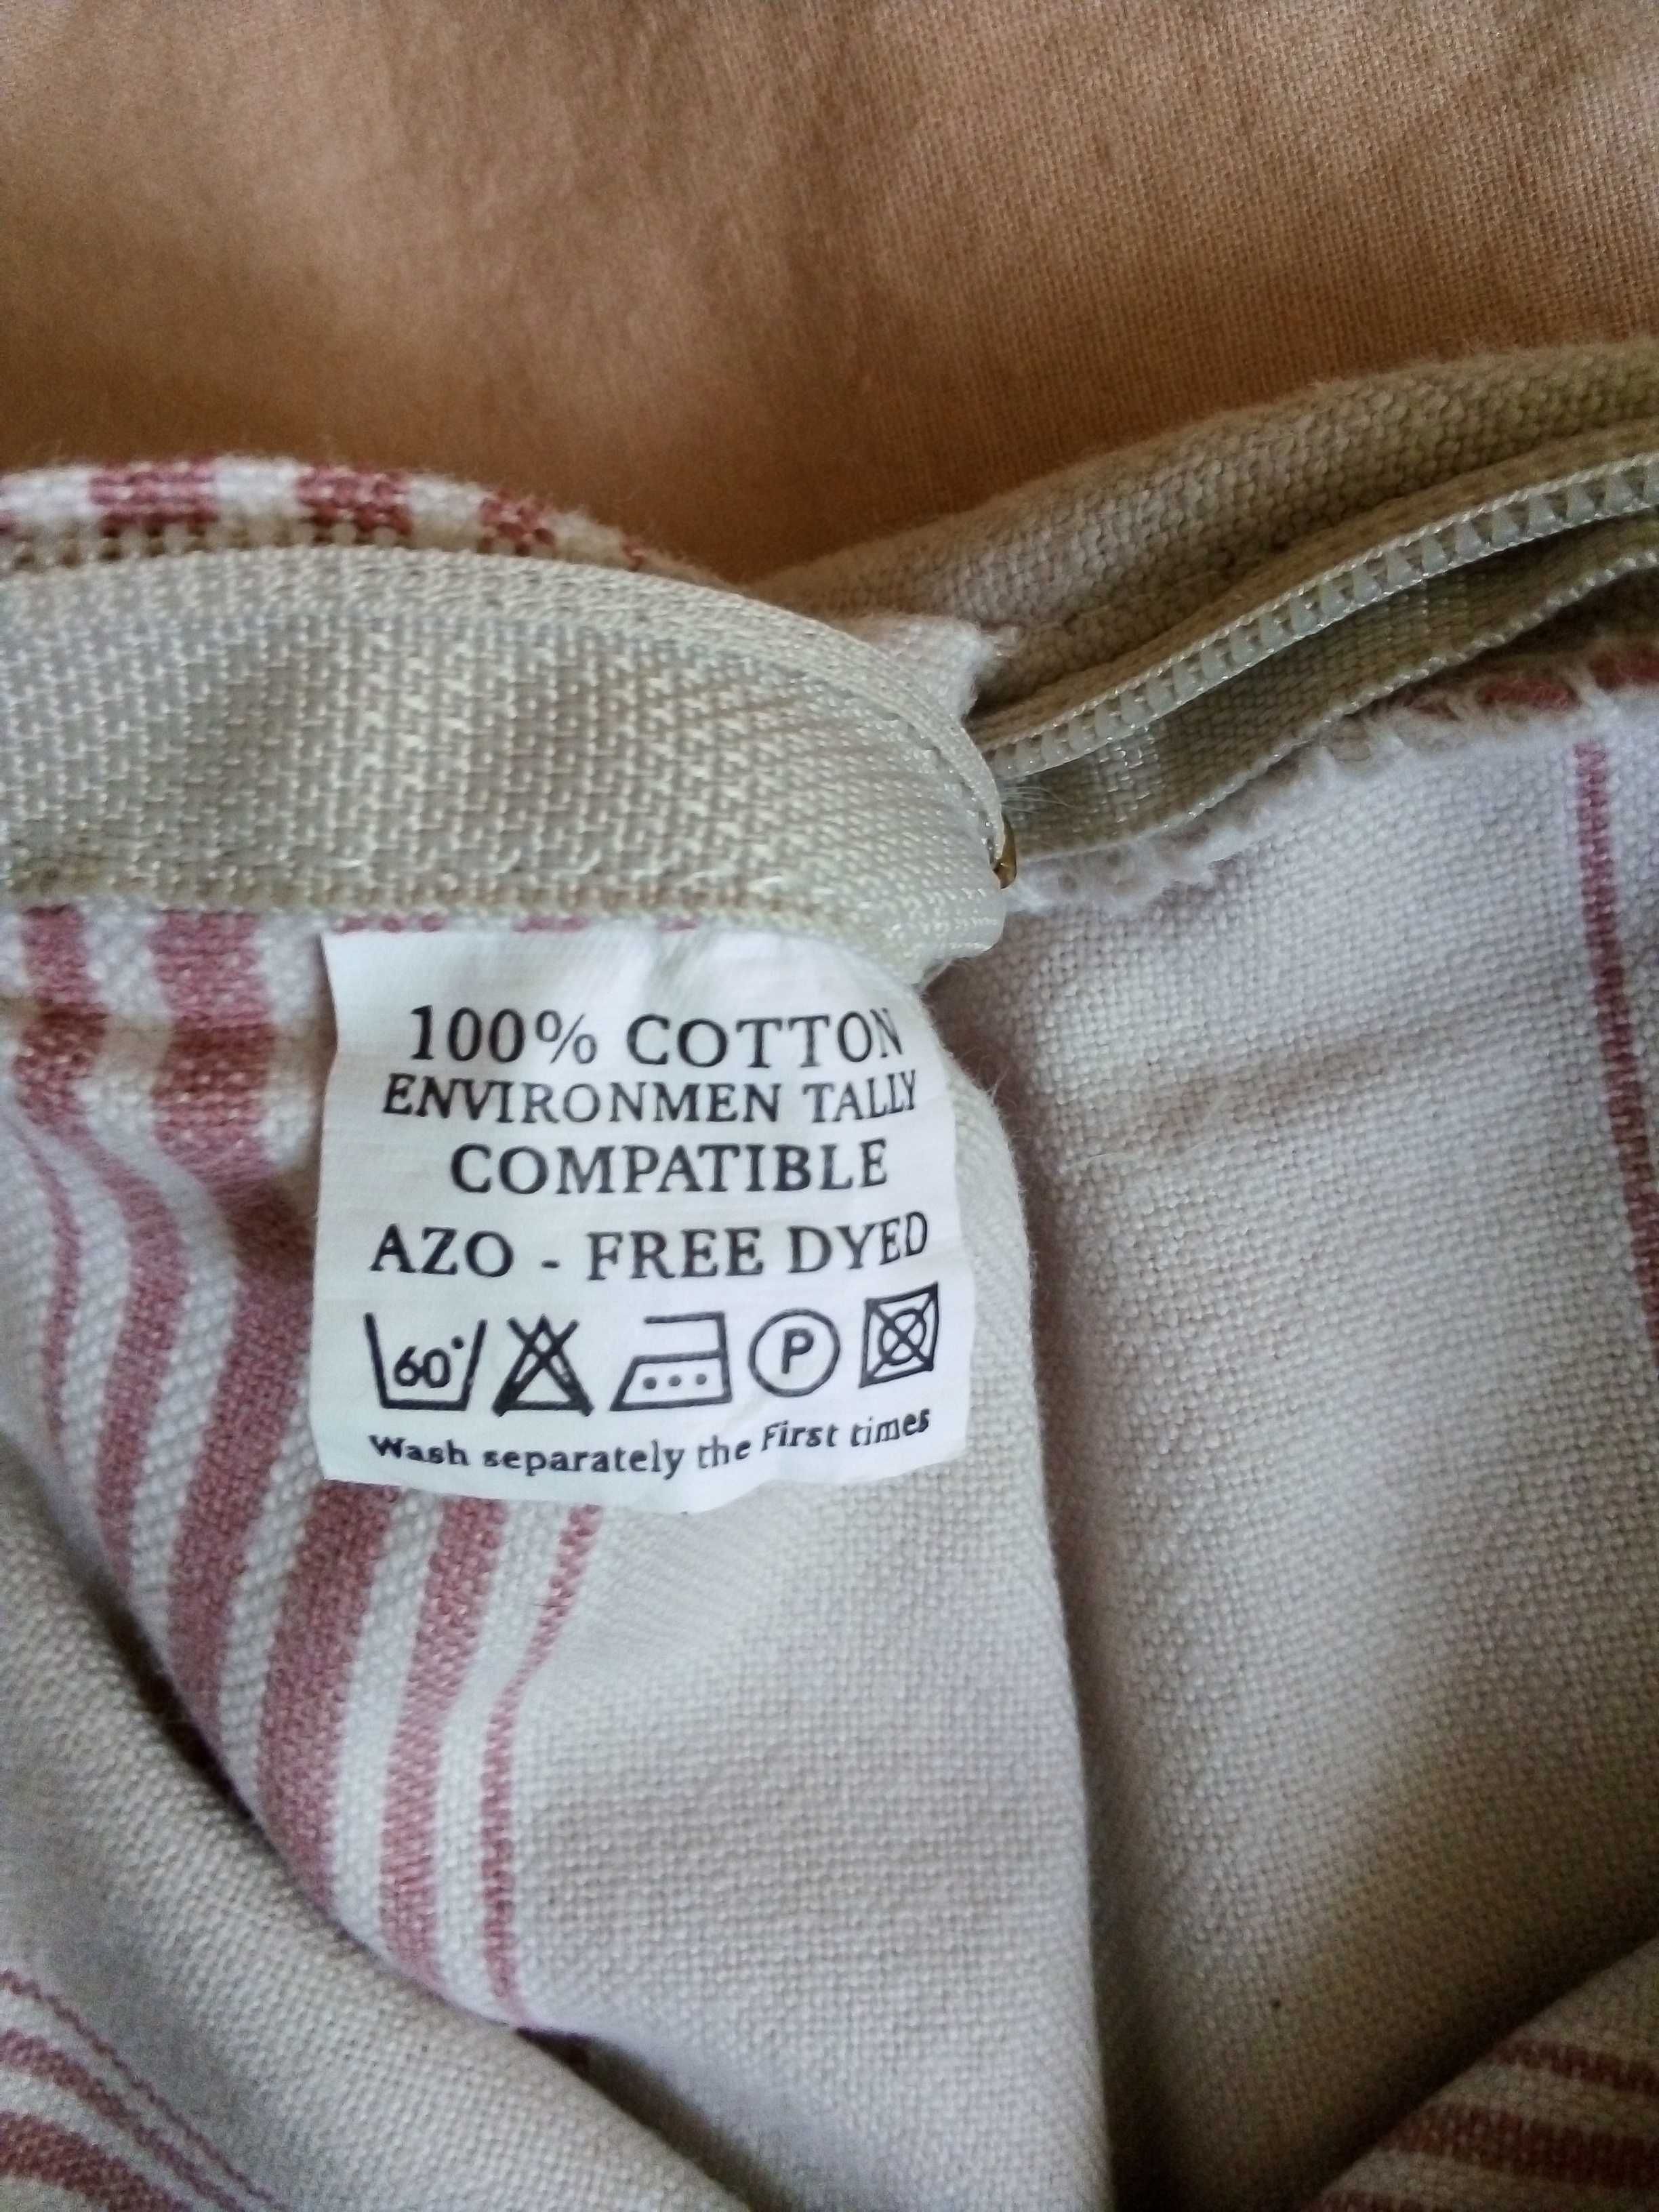 100% COTTON
ENVIRONMEN TALLY
COMPATIBLE
AZO - FREE DYED
60° P
Wash separately the First times